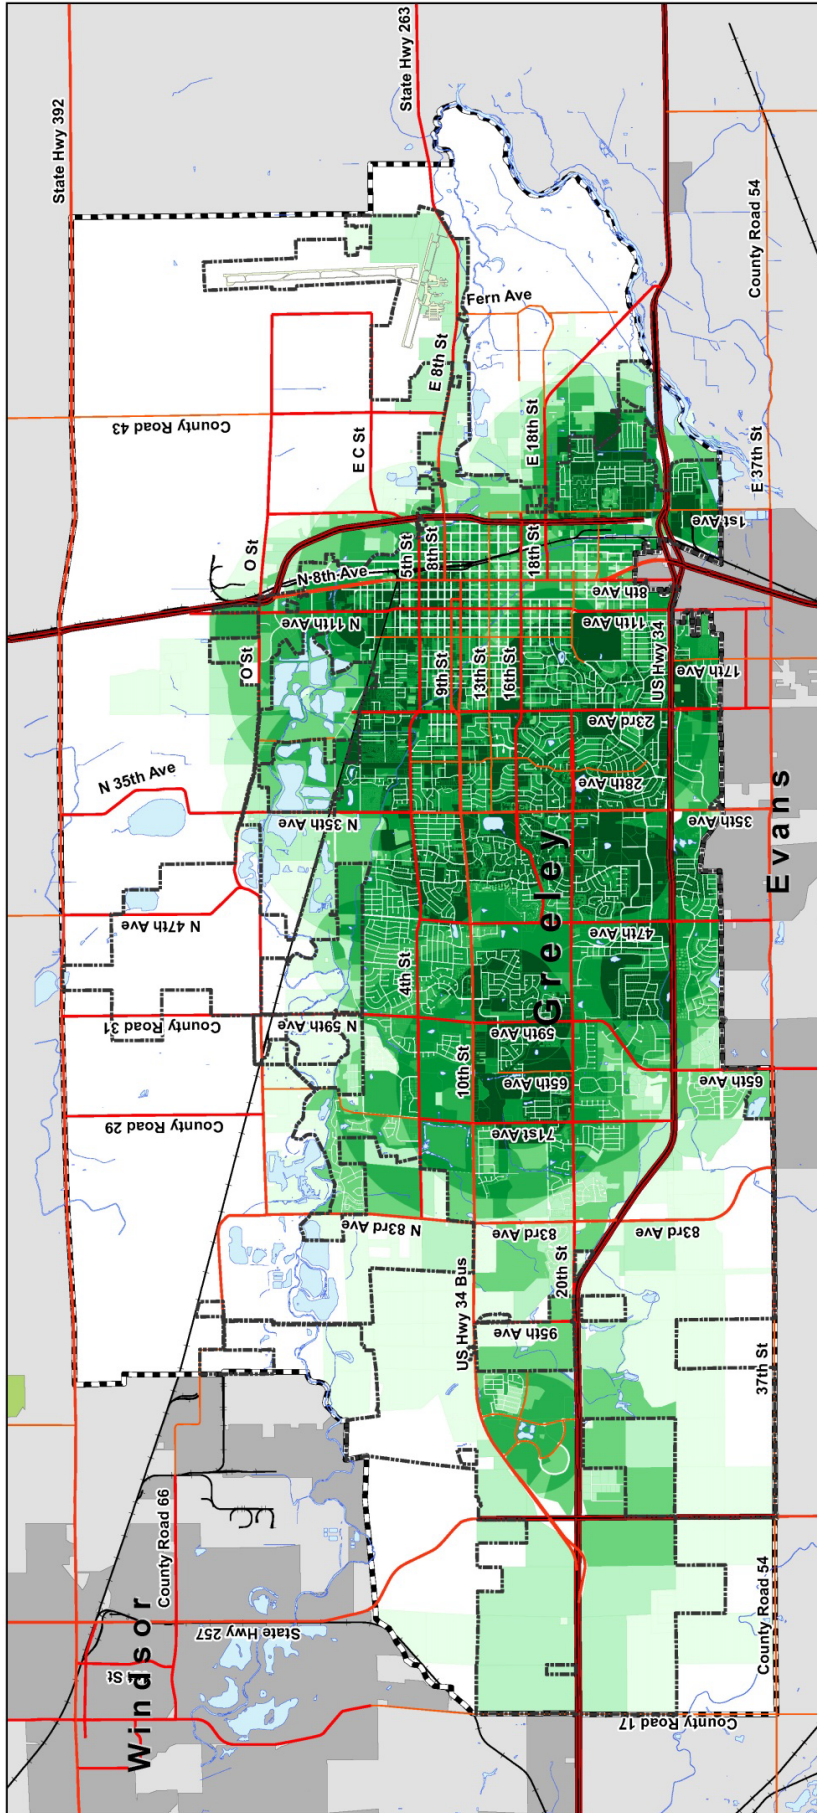 State Hwy 392
State Hwy 263
County Road 43
E C St
E 8th St
Fern Ave
County Road 54
E 18th St
E 37th St
1st Ave
O St
N 8th Ave
5th St
8th St
18th St
8th Ave
N 11th Ave
11th Ave
US Hwy 34
O St
9th St
13th St
16th St
17th Ave
23rd Ave
N 35th Ave
28th Ave
N 35th Ave
35th Ave
Evans
Greeley
N 47th Ave
47th Ave
4th St
County Road 31
N 59th Ave
59th Ave
10th St
65th Ave
65th Ave
County Road 29
71st Ave
N 83rd Ave
83rd Ave
83rd Ave
20th St
US Hwy 34 Bus
95th Ave
37th St
County Road 66
Windsor
State Hwy 257
St
County Road 54
County Road 17